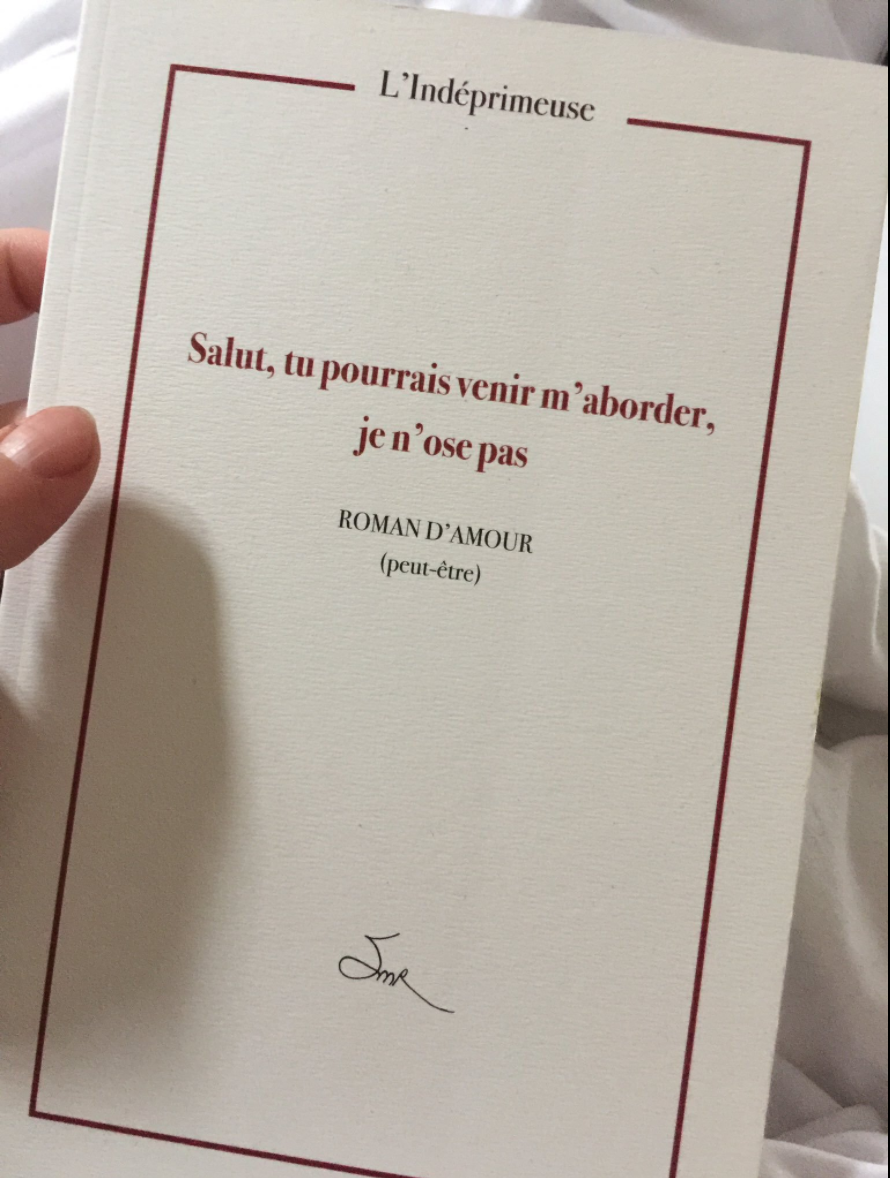 L’Indéprimeuse
Salut, tu pourrais venir m’aborder,
je n’ose pas
ROMAN D’AMOUR
(peut-être)